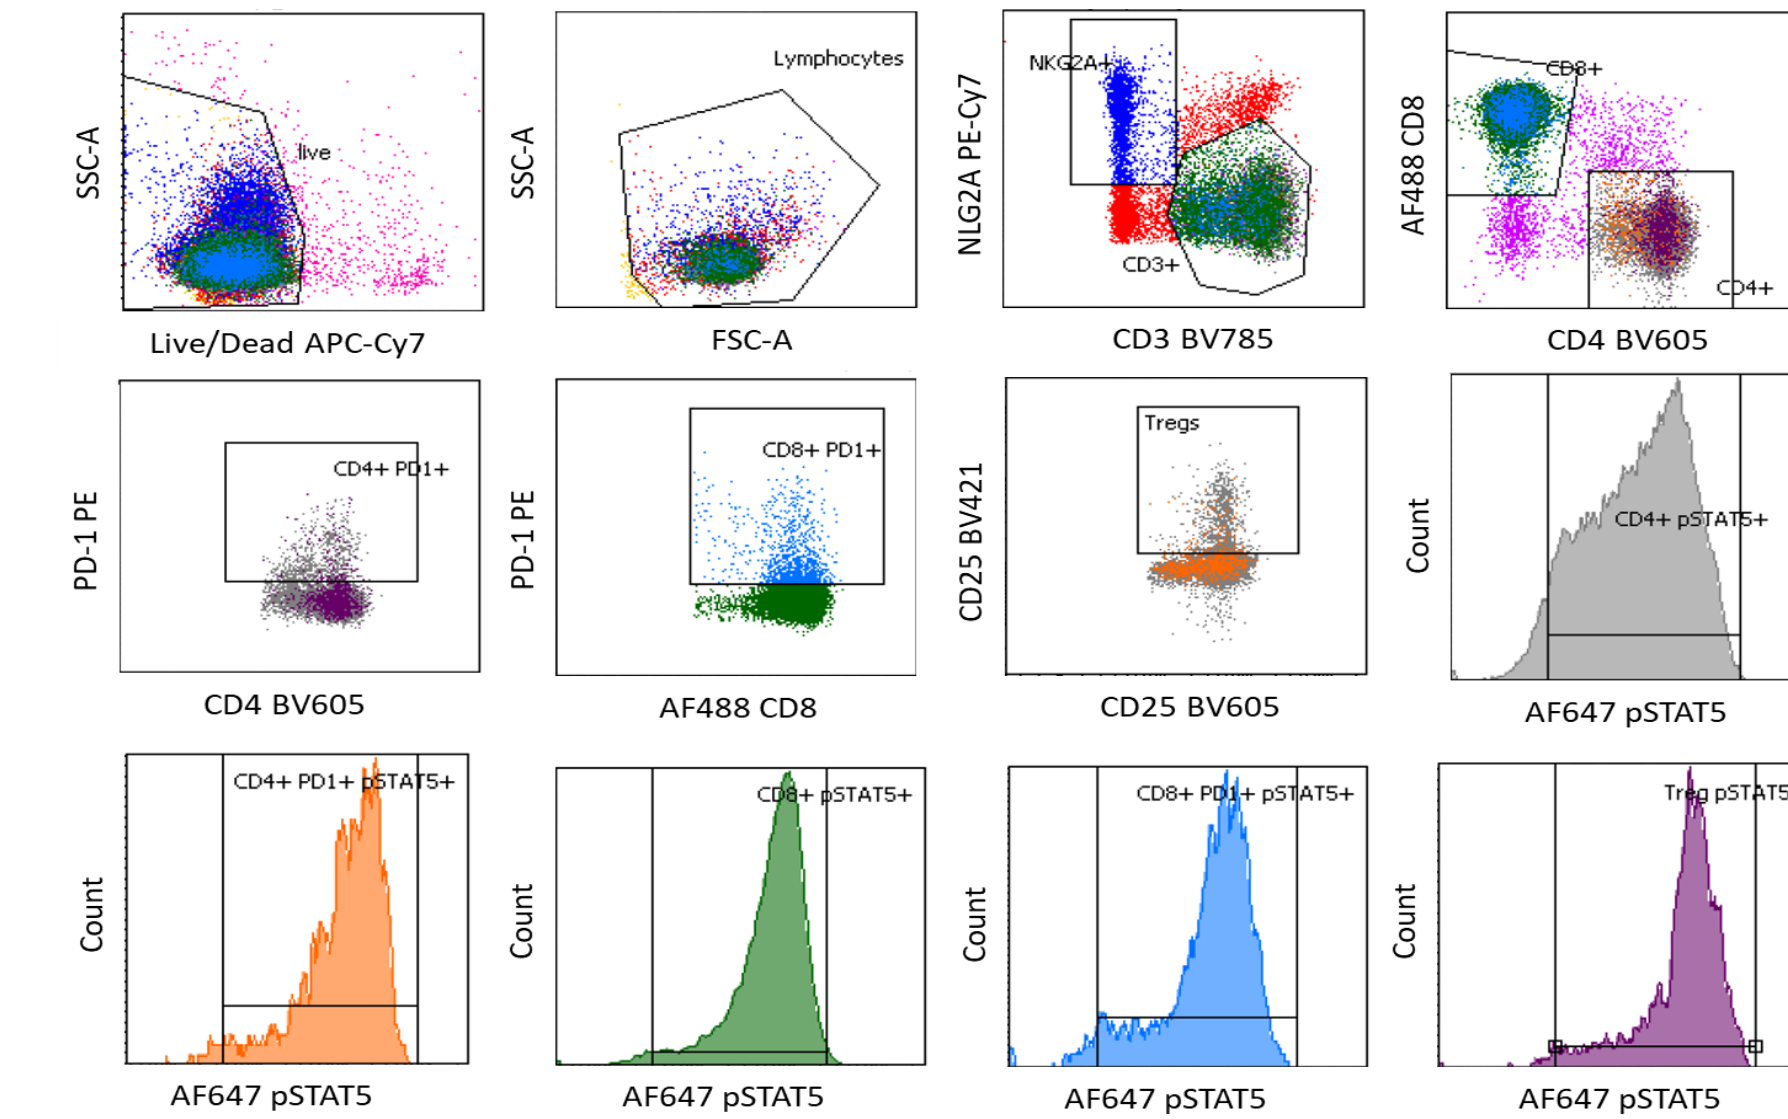 SSC-A
live
Live/Dead APC-Cy7
SSC-A
Lymphocytes
FSC-A
NLG2A PE-Cy7
NKG2A+
CD3+
CD3 BV785
AF488 CD8
CD8+
CD4+
CD4 BV605
PD-1 PE
CD4+ PD1+
CD4 BV605
PD-1 PE
CD8+ PD1+
AF488 CD8
CD25 BV421
Tregs
CD25 BV605
Count
CD4+ pSTAT5+
AF647 pSTAT5
Count
CD4+ PD1+ pSTAT5+
AF647 pSTAT5
Count
CD8+ pSTAT5+
AF647 pSTAT5
Count
CD8+ PD1+ pSTAT5+
AF647 pSTAT5
Count
Treg pSTAT5
AF647 pSTAT5